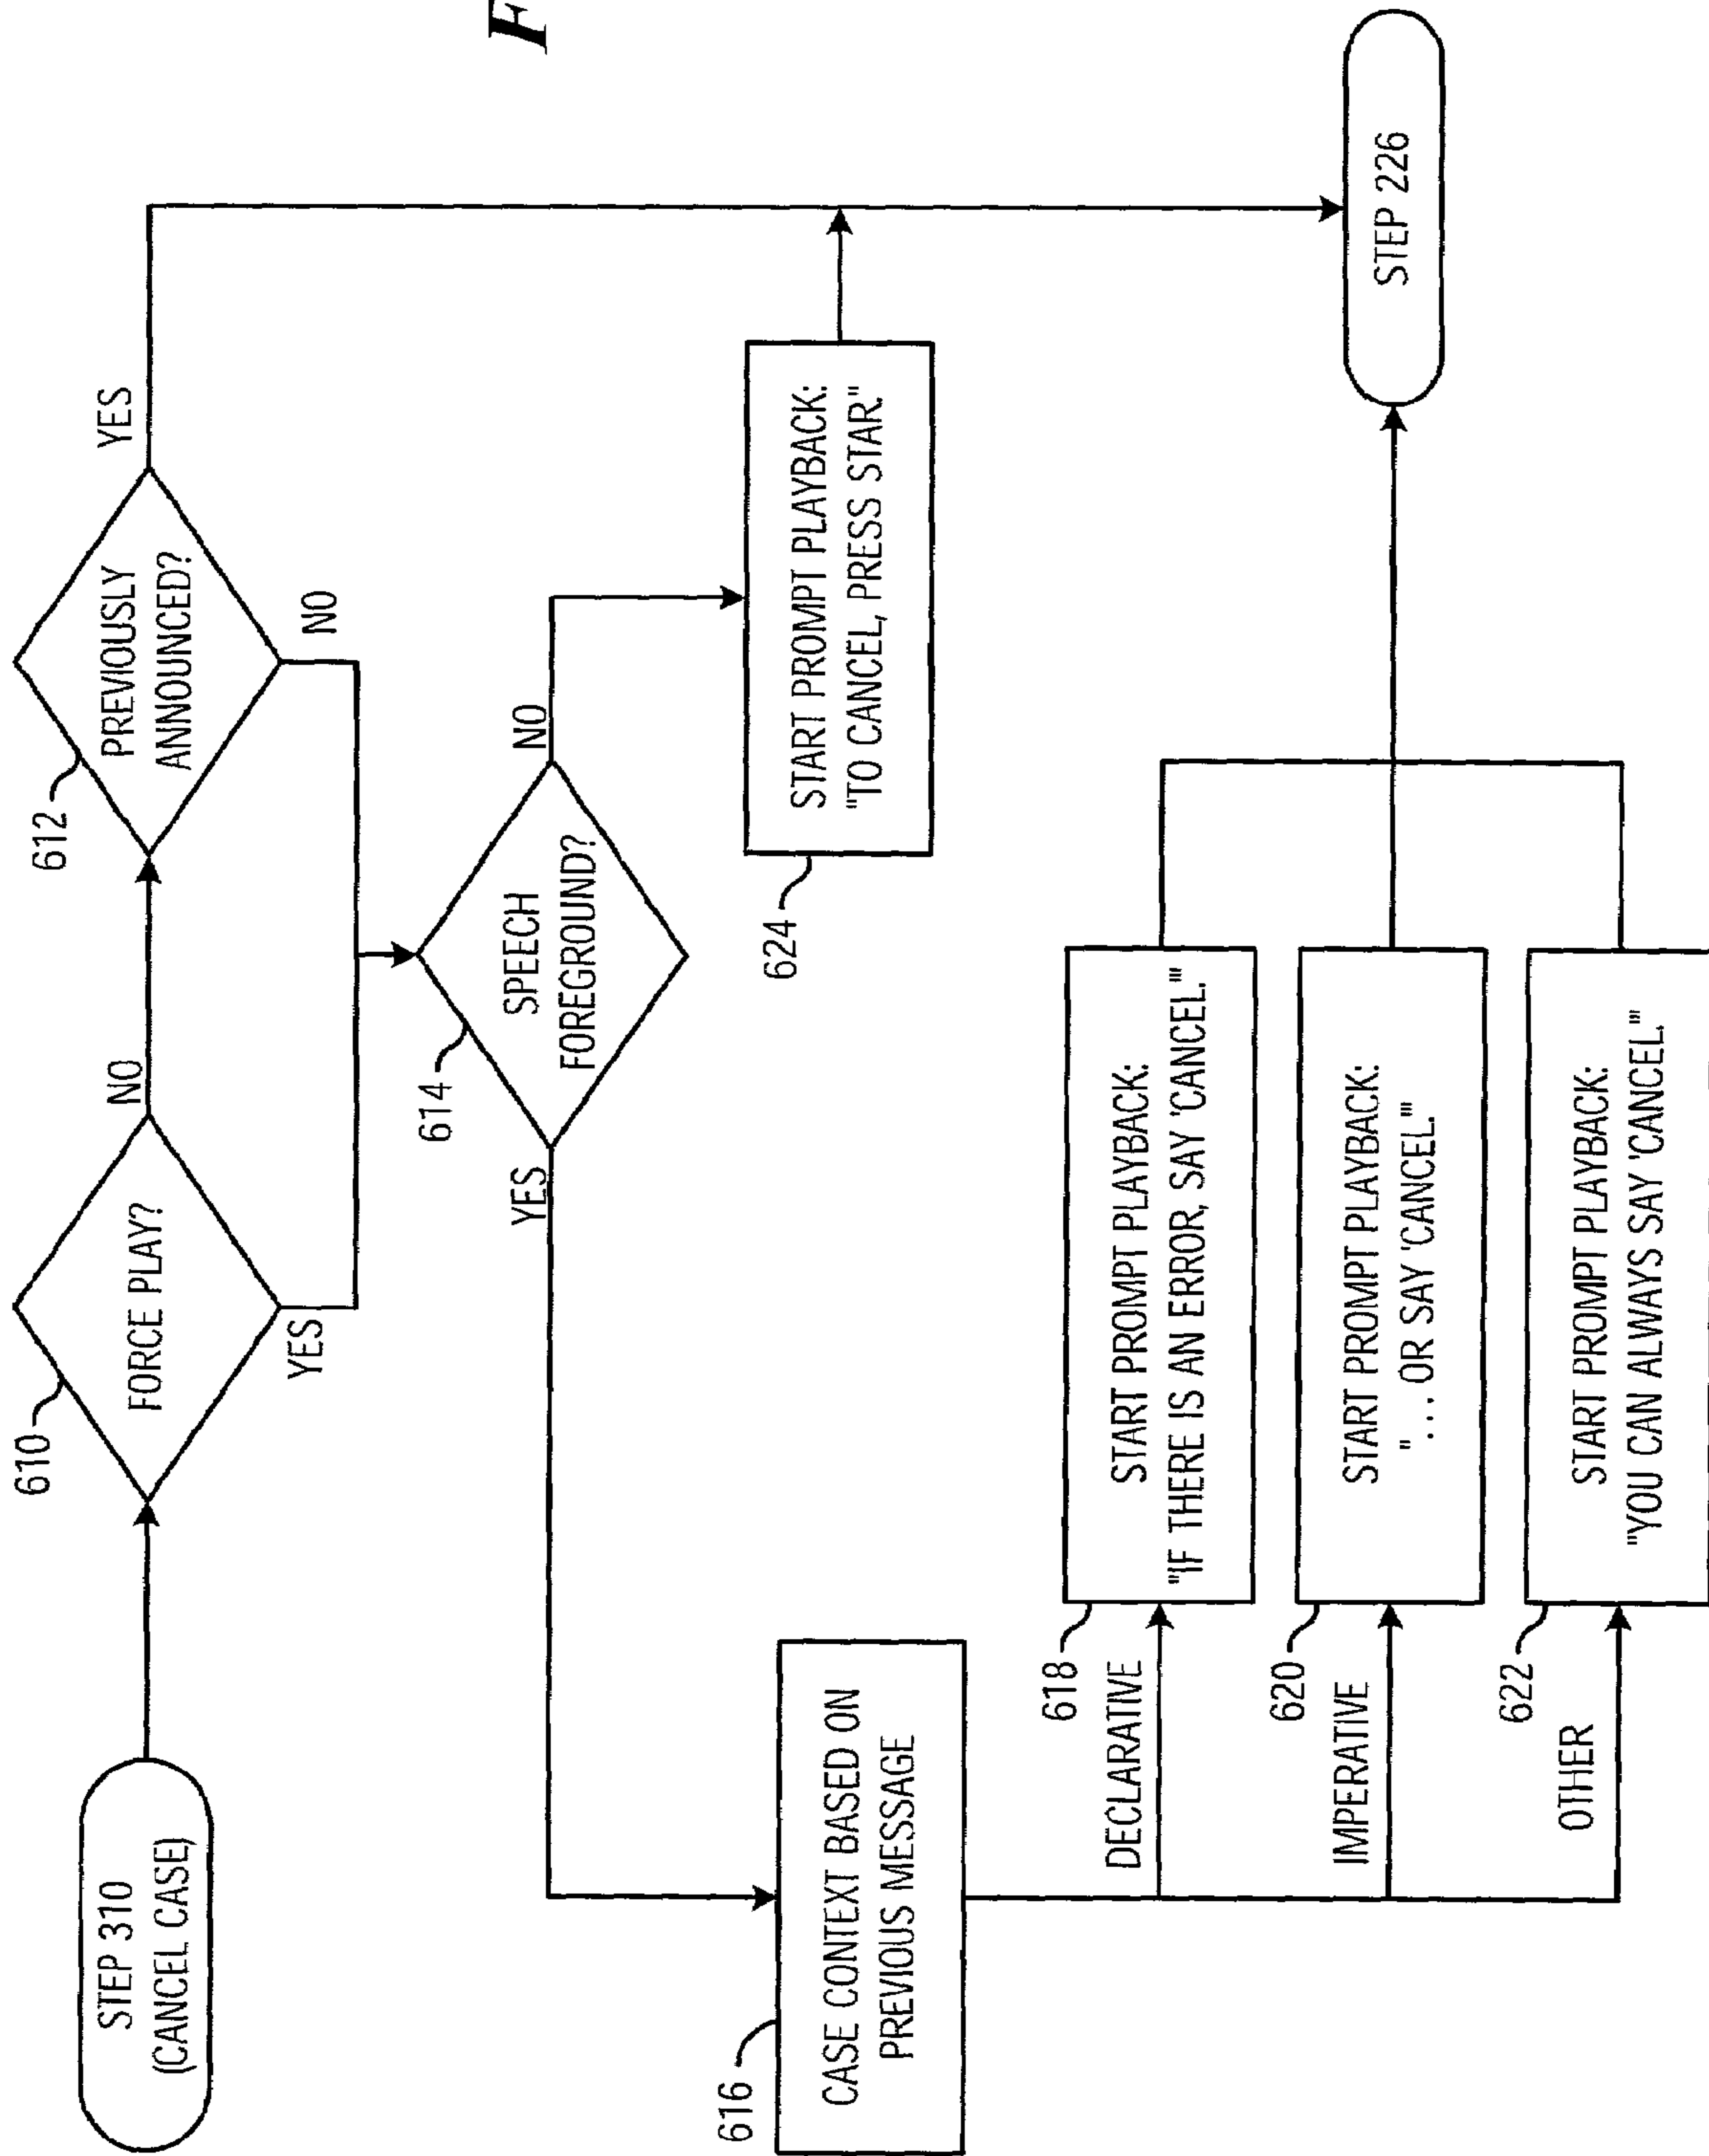 F
STEP 310
(CANCEL CASE)
610
FORCE PLAY?
NO
YES
612
PREVIOUSLY
ANNOUNCED?
YES
NO
614
SPEECH
FOREGROUND?
YES
NO
624
START PROMPT PLAYBACK:
"TO CANCEL, PRESS STAR."
616
CASE CONTEXT BASED ON
PREVIOUS MESSAGE
DECLARATIVE
618
START PROMPT PLAYBACK:
"IF THERE IS AN ERROR, SAY 'CANCEL.'"
IMPERATIVE
620
START PROMPT PLAYBACK:
"...OR SAY 'CANCEL.'"
OTHER
622
START PROMPT PLAYBACK:
"YOU CAN ALWAYS SAY 'CANCEL.'"
STEP 226